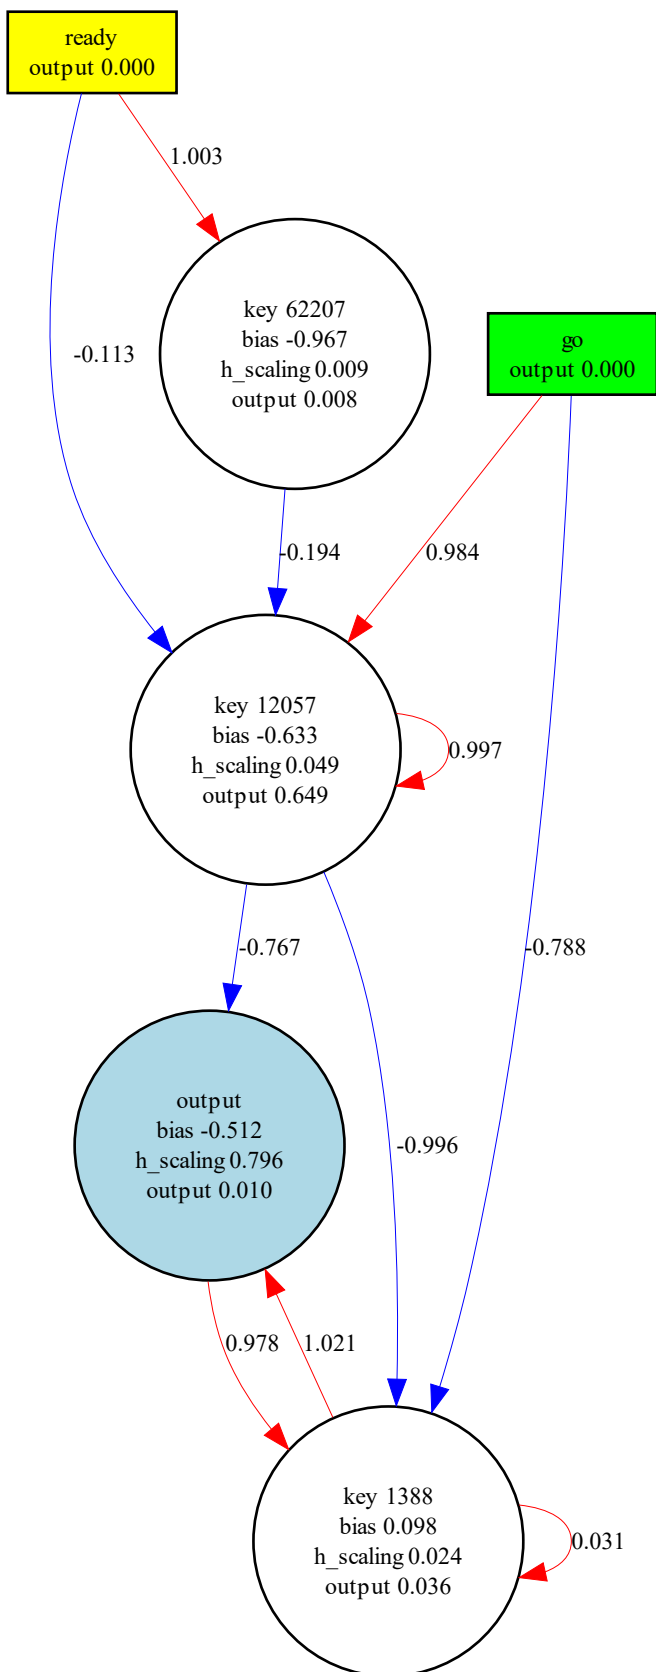 ready
output 0.000
1.003
key 62207
bias -0.967
h_scaling 0.009
output 0.008
-0.113
go
output 0.000
-0.194
0.984
key 12057
bias -0.633
h_scaling 0.049
output 0.649
0.997
-0.767
-0.788
output
bias -0.512
h_scaling 0.796
output 0.010
-0.996
0.978
1.021
key 1388
bias 0.098
h_scaling 0.024
output 0.036
0.031